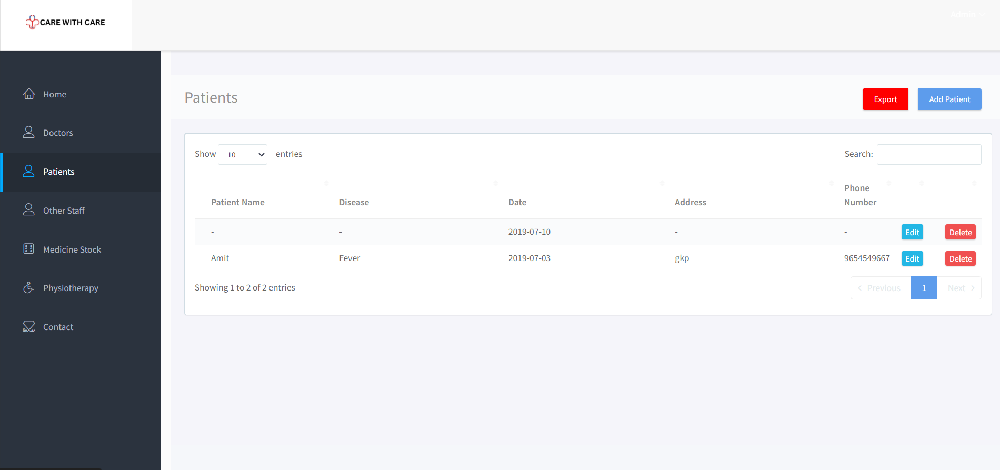 CARE WITH CARE
Admin
Home
Doctors
Patients
Other Staff
Medicine Stock
Physiotherapy
Contact
Patients
Export
Add Patient
Show 10 entries
Search:
Patient Name Disease Date Address Phone Number
- - 2019-07-10 - - Edit Delete
Amit Fever 2019-07-03 gkp 9654549667 Edit Delete
Showing 1 to 2 of 2 entries
Previous 1 Next